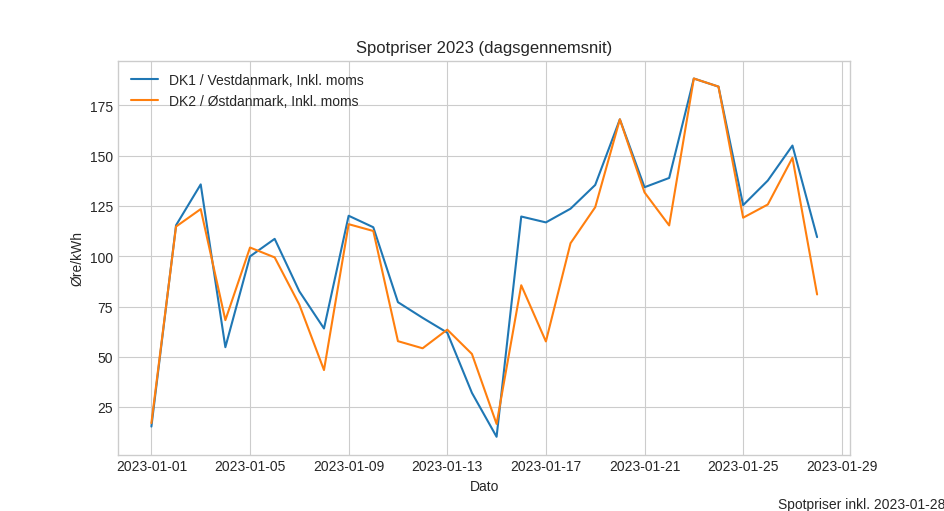 Spotpriser 2023 (dagsgennemsnit)
DK1 / Vestdanmark, Inkl. moms
DK2 / Østdanmark, Inkl. moms
175
150
125
100
75
50
25
Øre/kWh
2023-01-01 2023-01-05 2023-01-09 2023-01-13 2023-01-17 2023-01-21 2023-01-25 2023-01-29
Dato
Spotpriser inkl. 2023-01-28